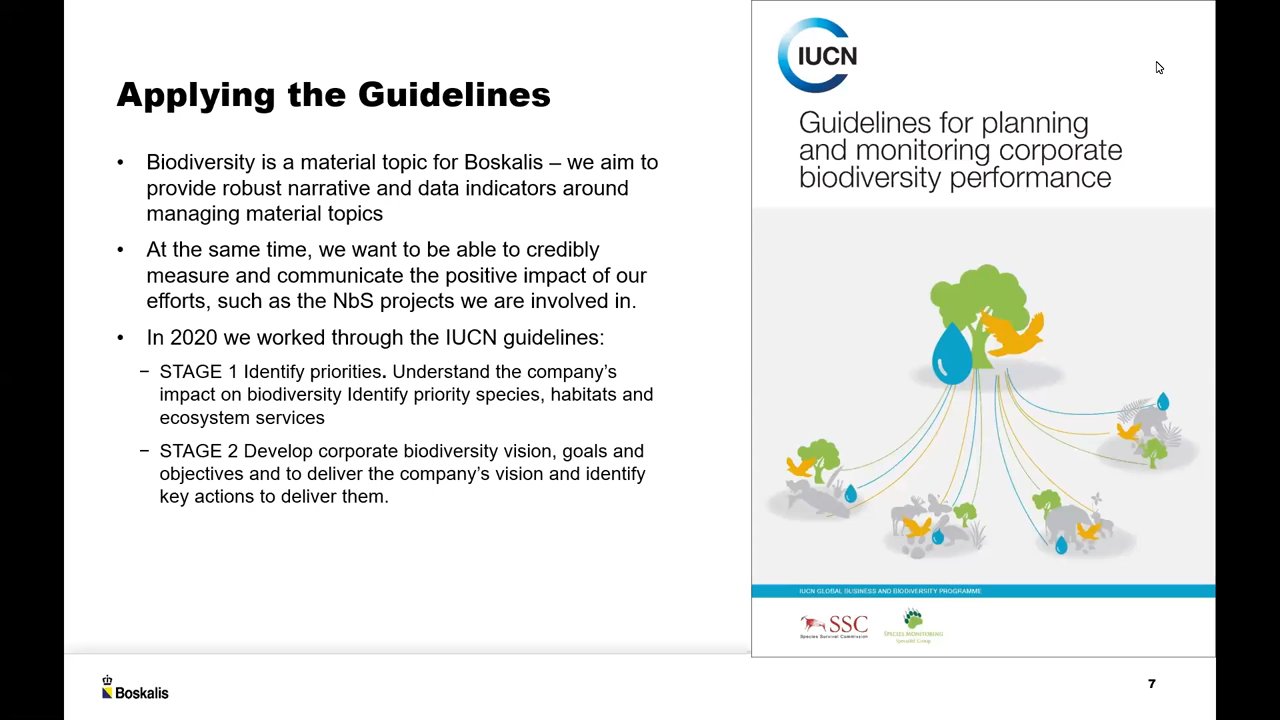 Applying the Guidelines
• Biodiversity is a material topic for Boskalis – we aim to
provide robust narrative and data indicators around
managing material topics
• At the same time, we want to be able to credibly
measure and communicate the positive impact of our
efforts, such as the NbS projects we are involved in.
• In 2020 we worked through the IUCN guidelines:
− STAGE 1 Identify priorities. Understand the company's
impact on biodiversity Identify priority species, habitats and
ecosystem services
− STAGE 2 Develop corporate biodiversity vision, goals and
objectives and to deliver the company's vision and identify
key actions to deliver them.
IUCN
Guidelines for planning
and monitoring corporate
biodiversity performance
IUCN GLOBAL BUSINESS AND BIODIVERSITY PROGRAMME
SSC
Species Survival Commission
SPECIES MONITORING
Specialist Group
Boskalis
7